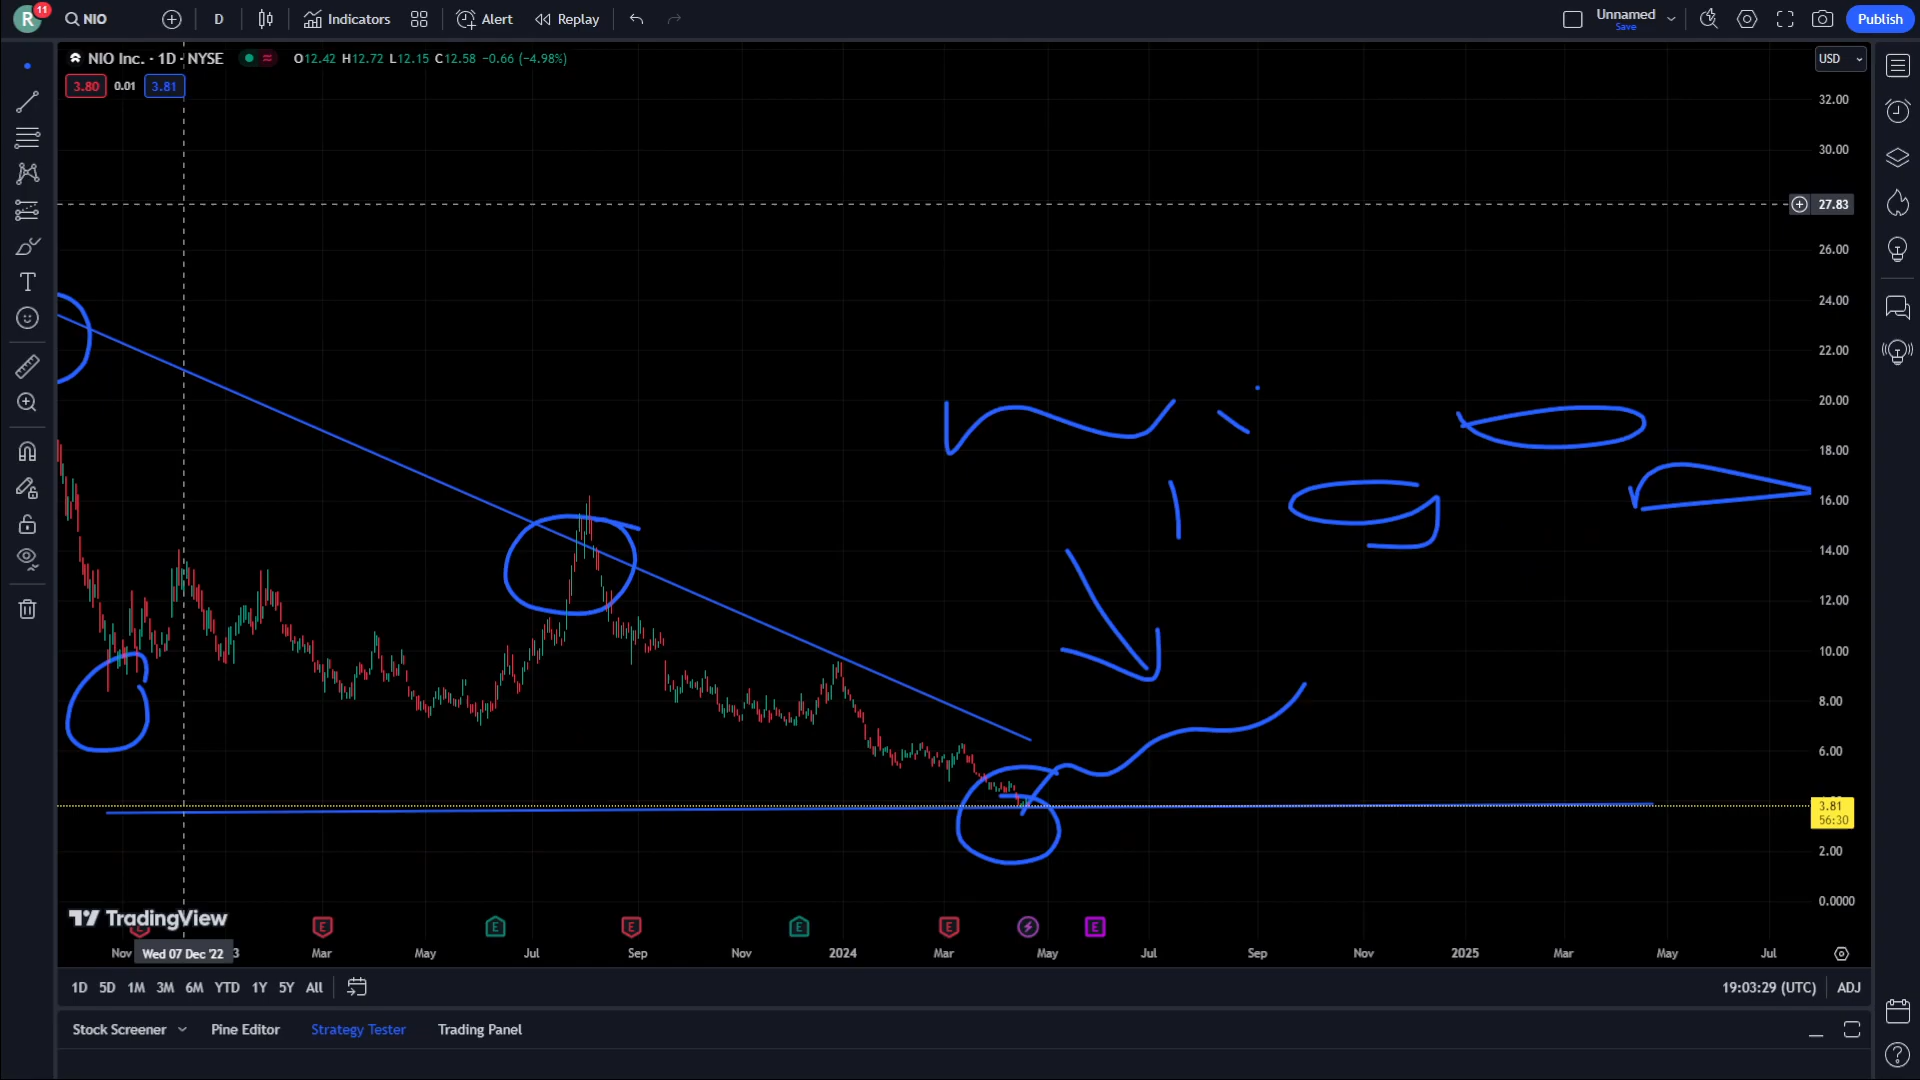 R 11 NIO D Indicators Alert Replay Unnamed Save Publish
NIO Inc. · 1D · NYSE O12.42 H12.72 L12.15 C12.58 −0.66 (−4.98%) USD
3.80 0.01 3.81
32.00
30.00
27.83
26.00
24.00
22.00
20.00
18.00
16.00
14.00
12.00
10.00
8.00
6.00
3.81
56:30
2.00
0.0000
TradingView
E E E E E E
Nov Wed 07 Dec '22 3 Mar May Jul Sep Nov 2024 Mar May Jul Sep Nov 2025 Mar May Jul
1D 5D 1M 3M 6M YTD 1Y 5Y All 19:03:29 (UTC) ADJ
Stock Screener Pine Editor Strategy Tester Trading Panel